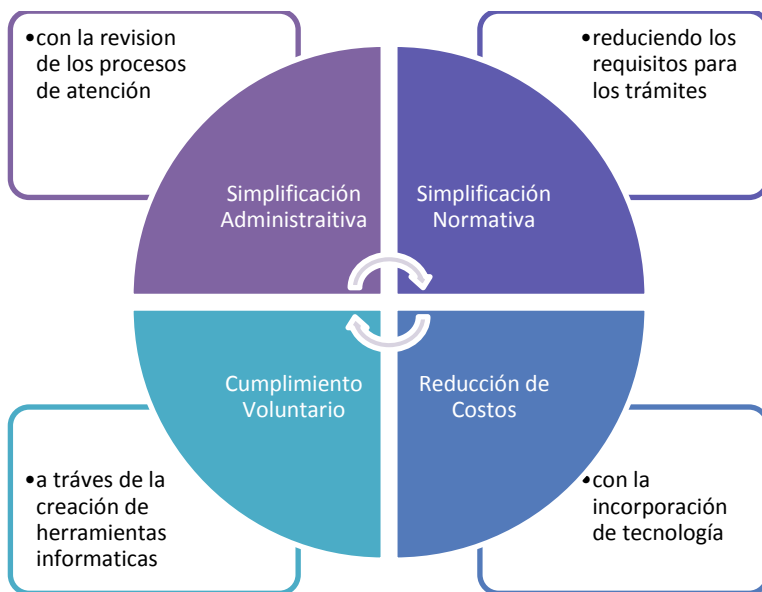 •con la revision
de los procesos
de atención
Simplificación
Administraitiva
•reduciendo los
requisitos para
los trámites
Simplificación
Normativa
Cumplimiento
Voluntario
•a tráves de la
creación de
herramientas
informaticas
Reducción de
Costos
•con la
incorporación
de tecnología